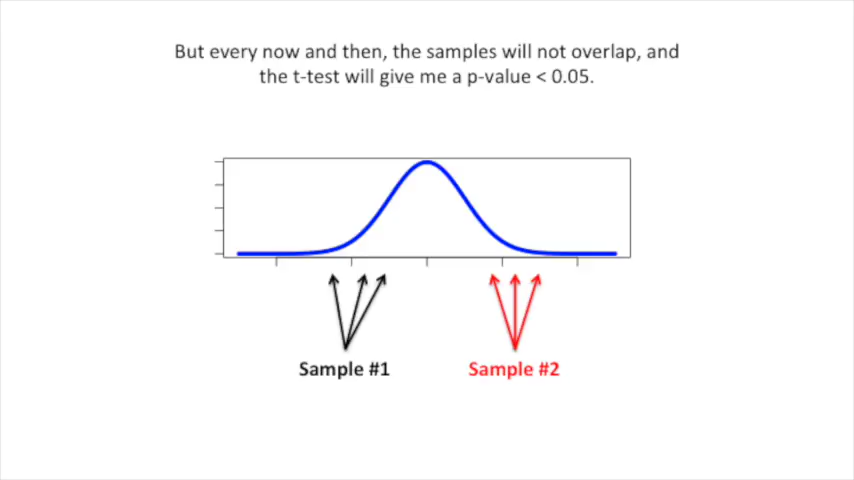 But every now and then, the samples will not overlap, and
the t-test will give me a p-value < 0.05.
Sample #1
Sample #2